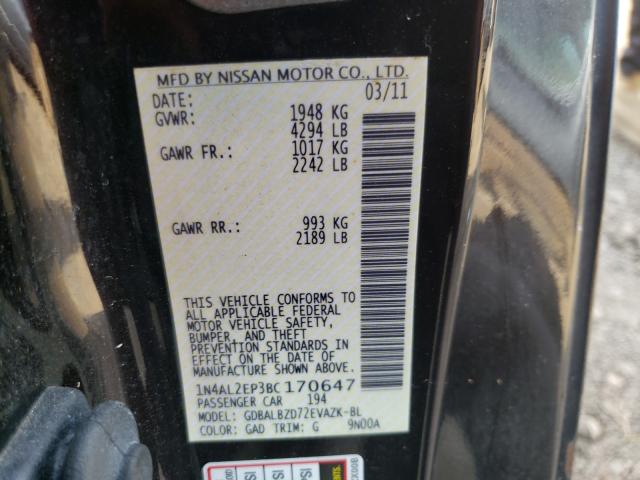 MFD BY NISSAN MOTOR CO., LTD.
DATE: 03/11
GVWR: 1948 KG
4294 LB
GAWR FR.: 1017 KG
2242 LB
GAWR RR.: 993 KG
2189 LB
THIS VEHICLE CONFORMS TO
ALL APPLICABLE FEDERAL
MOTOR VEHICLE SAFETY,
BUMPER, AND THEFT
PREVENTION STANDARDS
IN EFFECT ON THE DATE OF
MANUFACTURE SHOWN ABOVE.
1N4AL2EP3BC170647
PASSENGER CAR 194
MODEL: GDBALBZD72EVAZK-BL
COLOR: GAD TRIM: G 9N00A